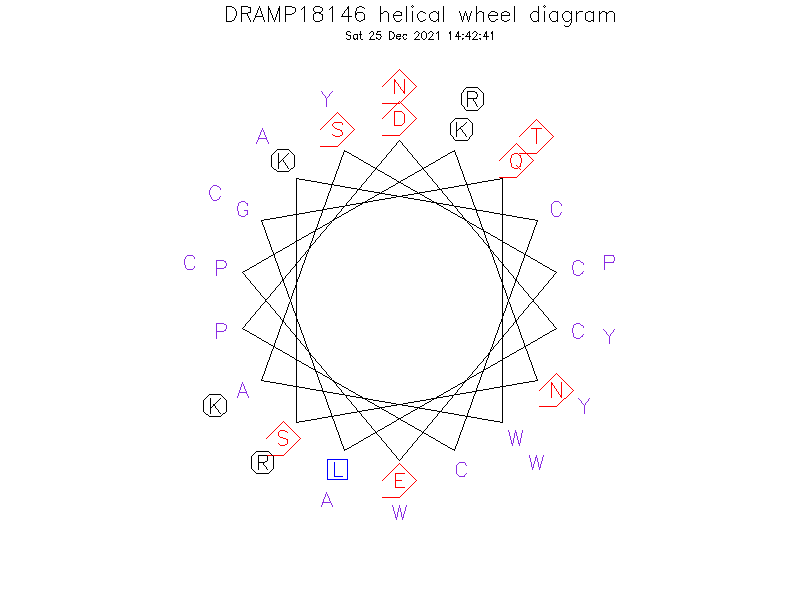 DRAMP18146 helical wheel diagram
Sat 25 Dec 2021 14:42:41
N
Y R
D
S K
A T
K Q
C
G C
C P C P
P C Y
A N
K Y
S W
R W
L C
E
A
W